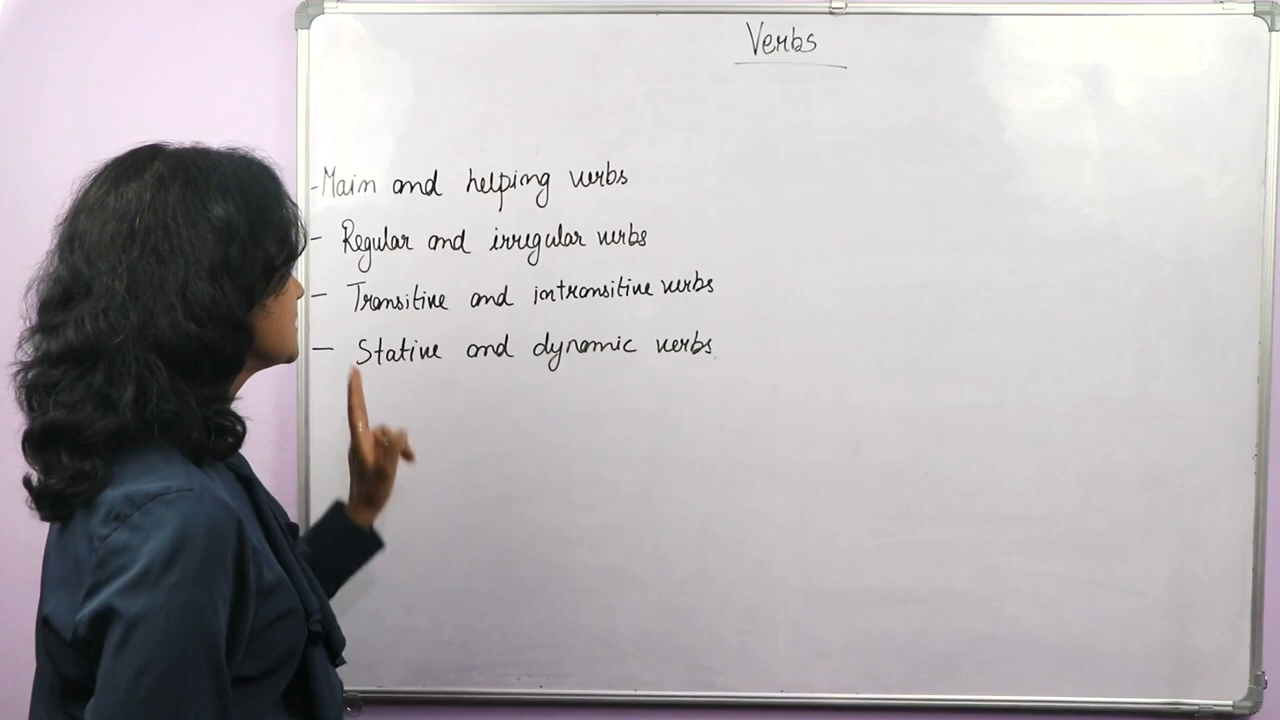 Verbs
-Main and helping verbs
- Regular and irregular verbs
- Transitive and intransitive verbs
- Stative and dynamic verbs